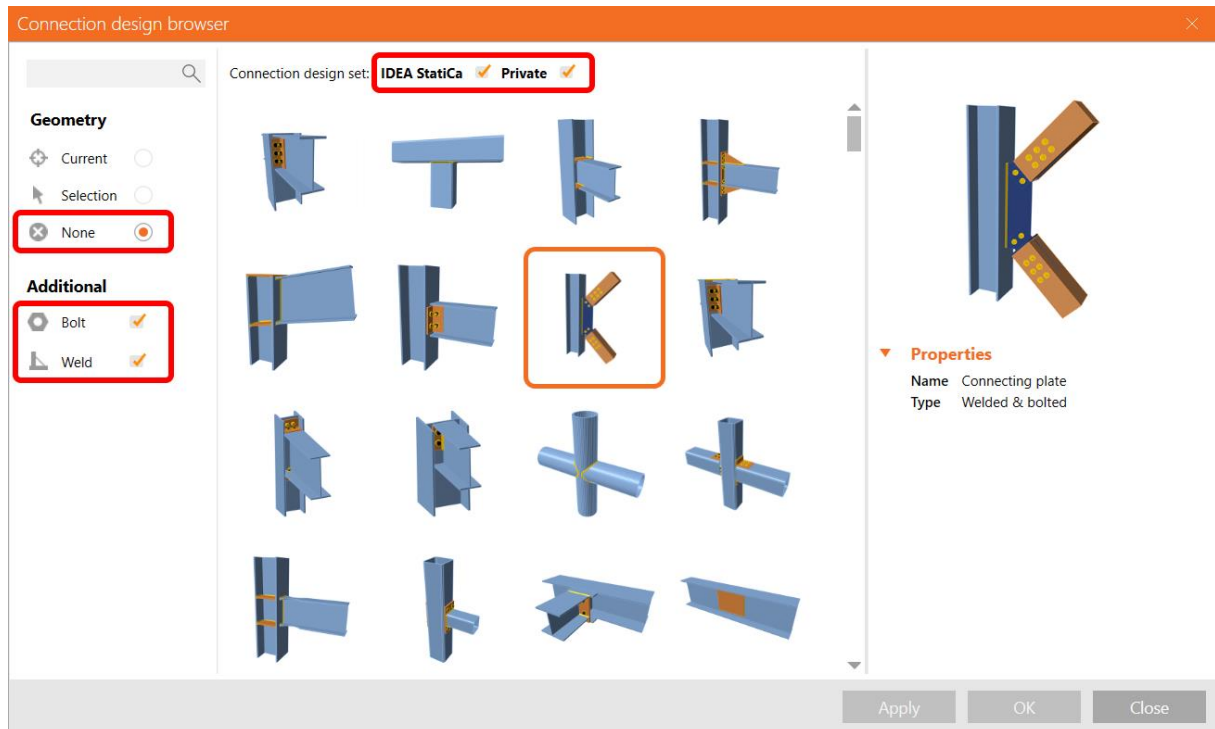 Connection design browser
Connection design set: IDEA StatiCa Private
Geometry
Current
Selection
None
Additional
Bolt
Weld
Properties
Name Connecting plate
Type Welded & bolted
Apply OK Close